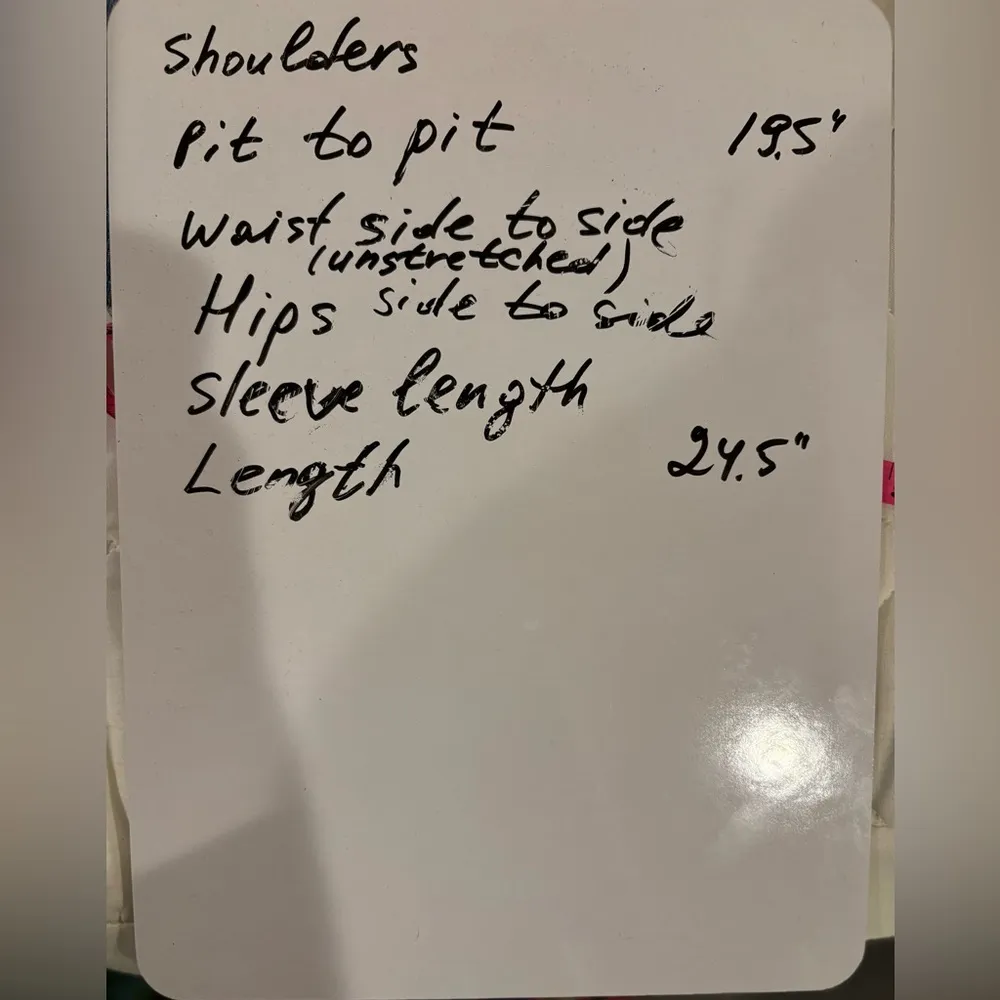 Shoulders
Pit to pit 19.5"
Waist side to side
(unstretched)
Hips side to side
Sleeve length
Length 24.5"